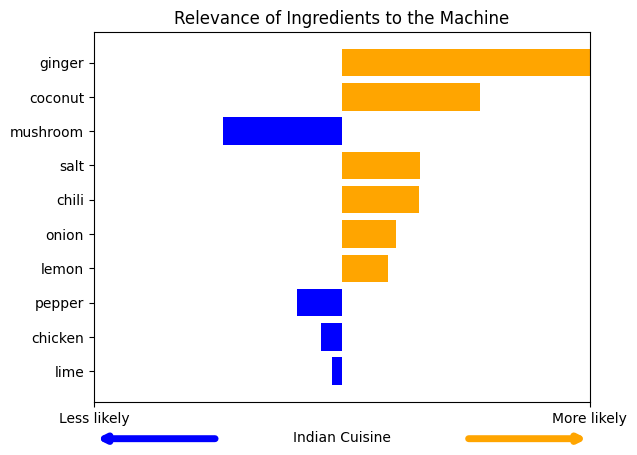 Relevance of Ingredients to the Machine
ginger
coconut
mushroom
salt
chili
onion
lemon
pepper
chicken
lime
Less likely
More likely
Indian Cuisine